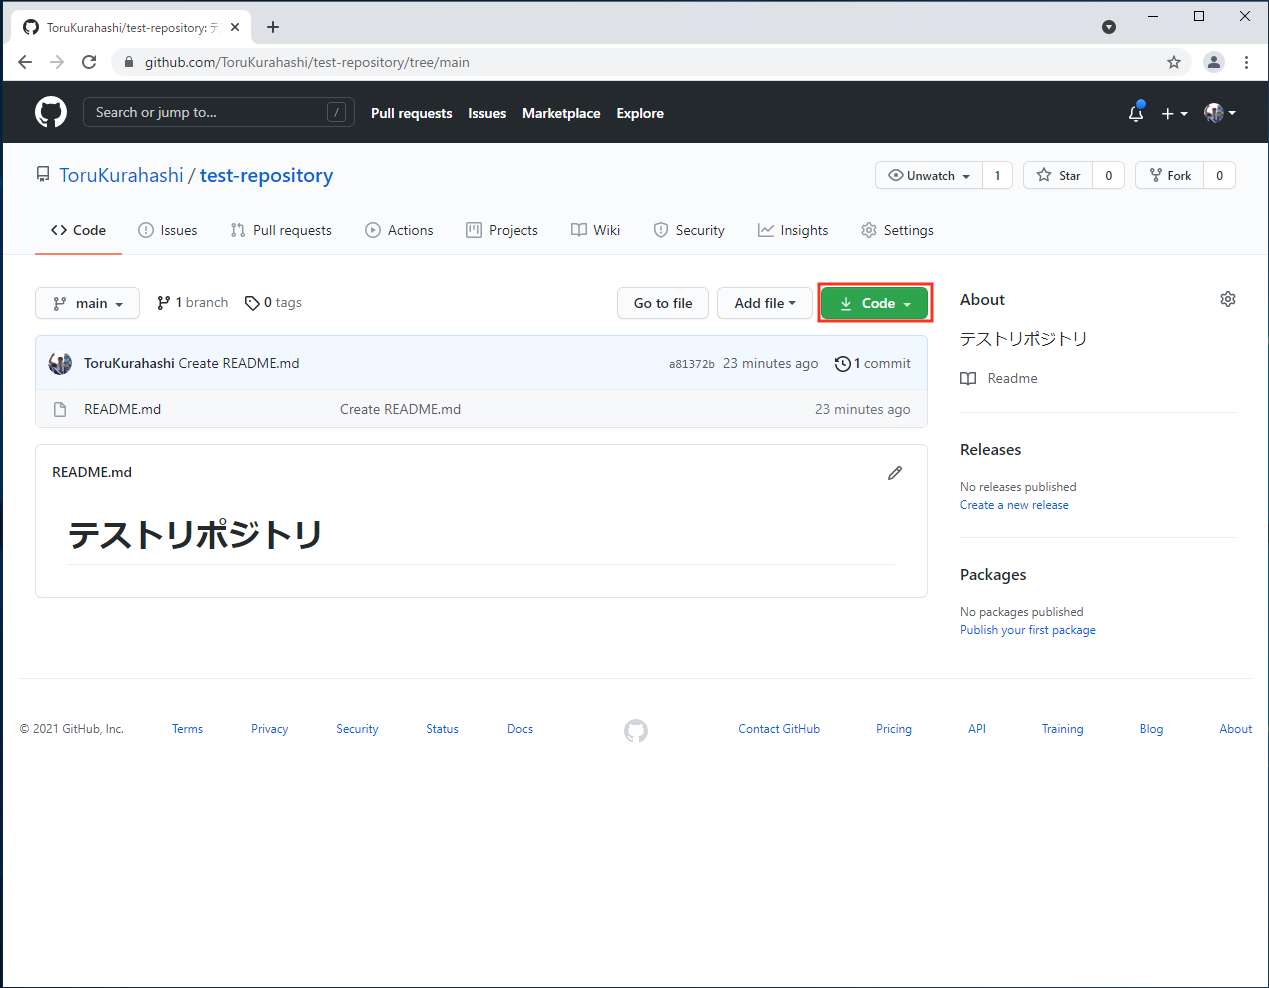 ToruKurahashi/test-repository: テ
github.com/ToruKurahashi/test-repository/tree/main
Search or jump to... / Pull requests Issues Marketplace Explore
ToruKurahashi / test-repository Unwatch 1 Star 0 Fork 0
Code Issues Pull requests Actions Projects Wiki Security Insights Settings
main 1 branch 0 tags Go to file Add file Code
About
テストリポジトリ
Readme
ToruKurahashi Create README.md a81372b 23 minutes ago 1 commit
README.md Create README.md 23 minutes ago
README.md
テストリポジトリ
Releases
No releases published
Create a new release
Packages
No packages published
Publish your first package
© 2021 GitHub, Inc. Terms Privacy Security Status Docs Contact GitHub Pricing API Training Blog About